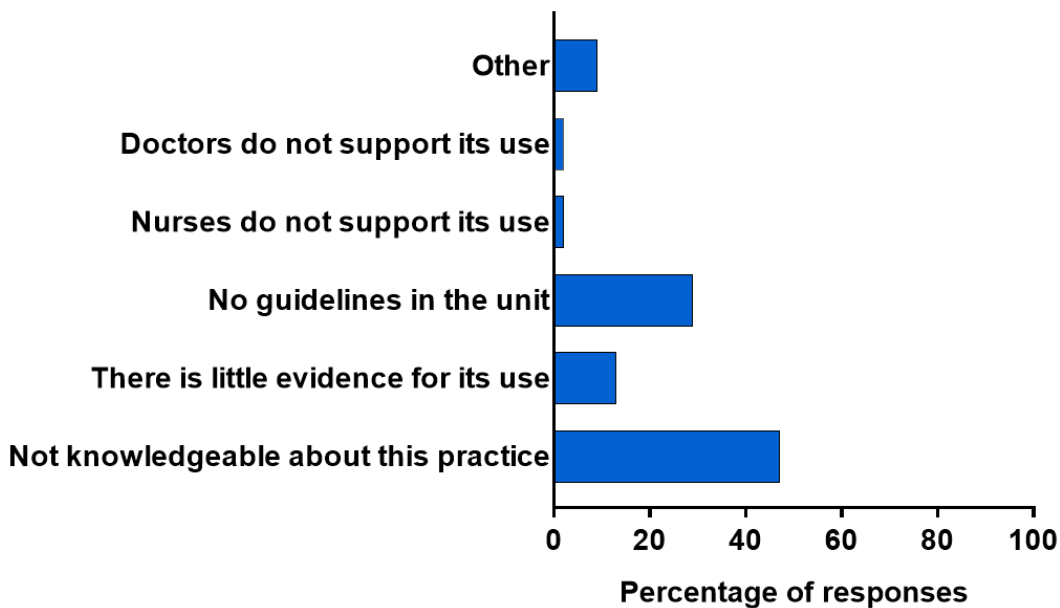 Other
Doctors do not support its use
Nurses do not support its use
No guidelines in the unit
There is little evidence for its use
Not knowledgeable about this practice
0 20 40 60 80 100
Percentage of responses